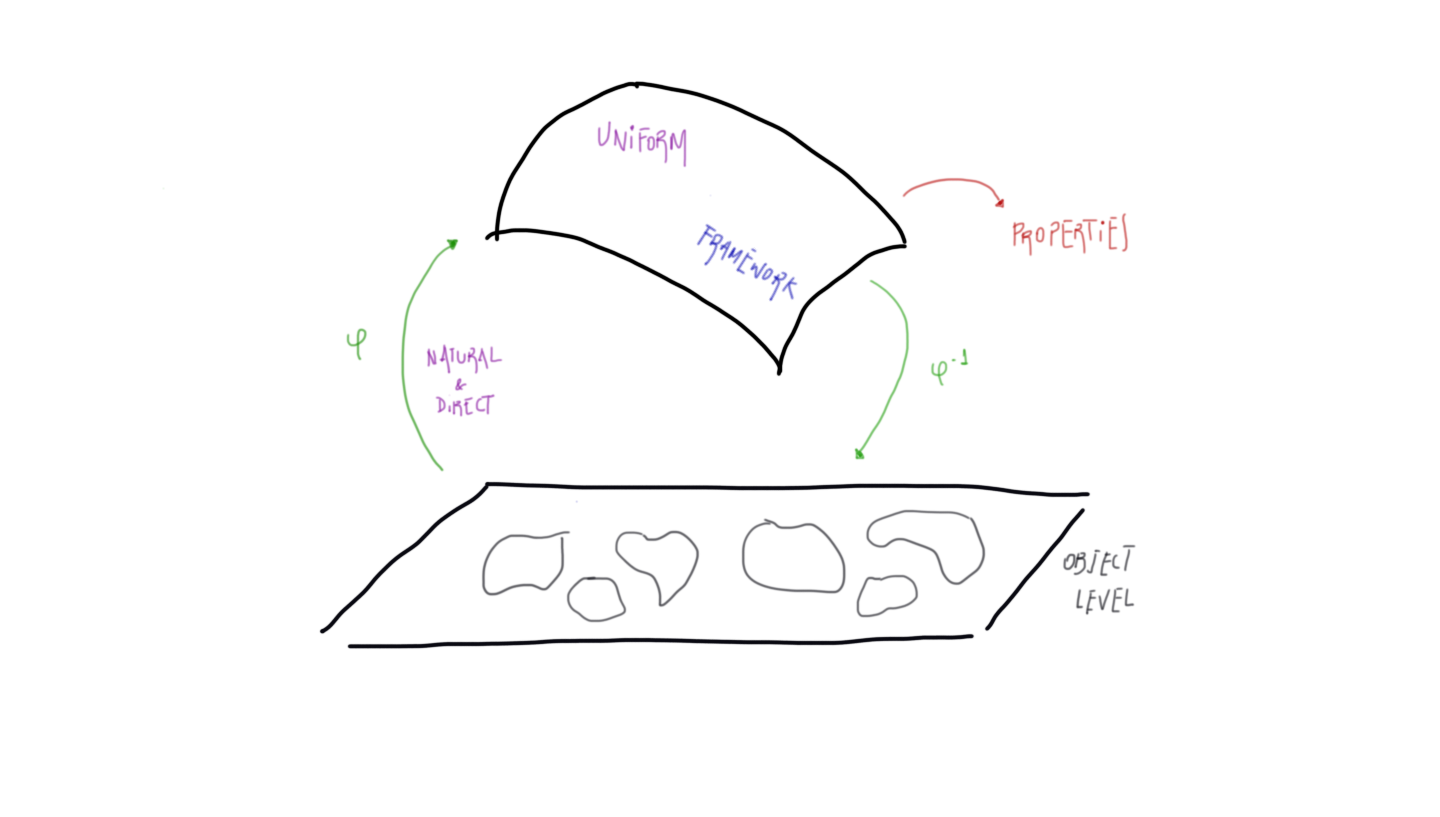 UNiFORM
FRAMEWORK
PROPERTiES
φ
NATURAL
&
DiRECT
φ⁻¹
OBJECT
LEVEL